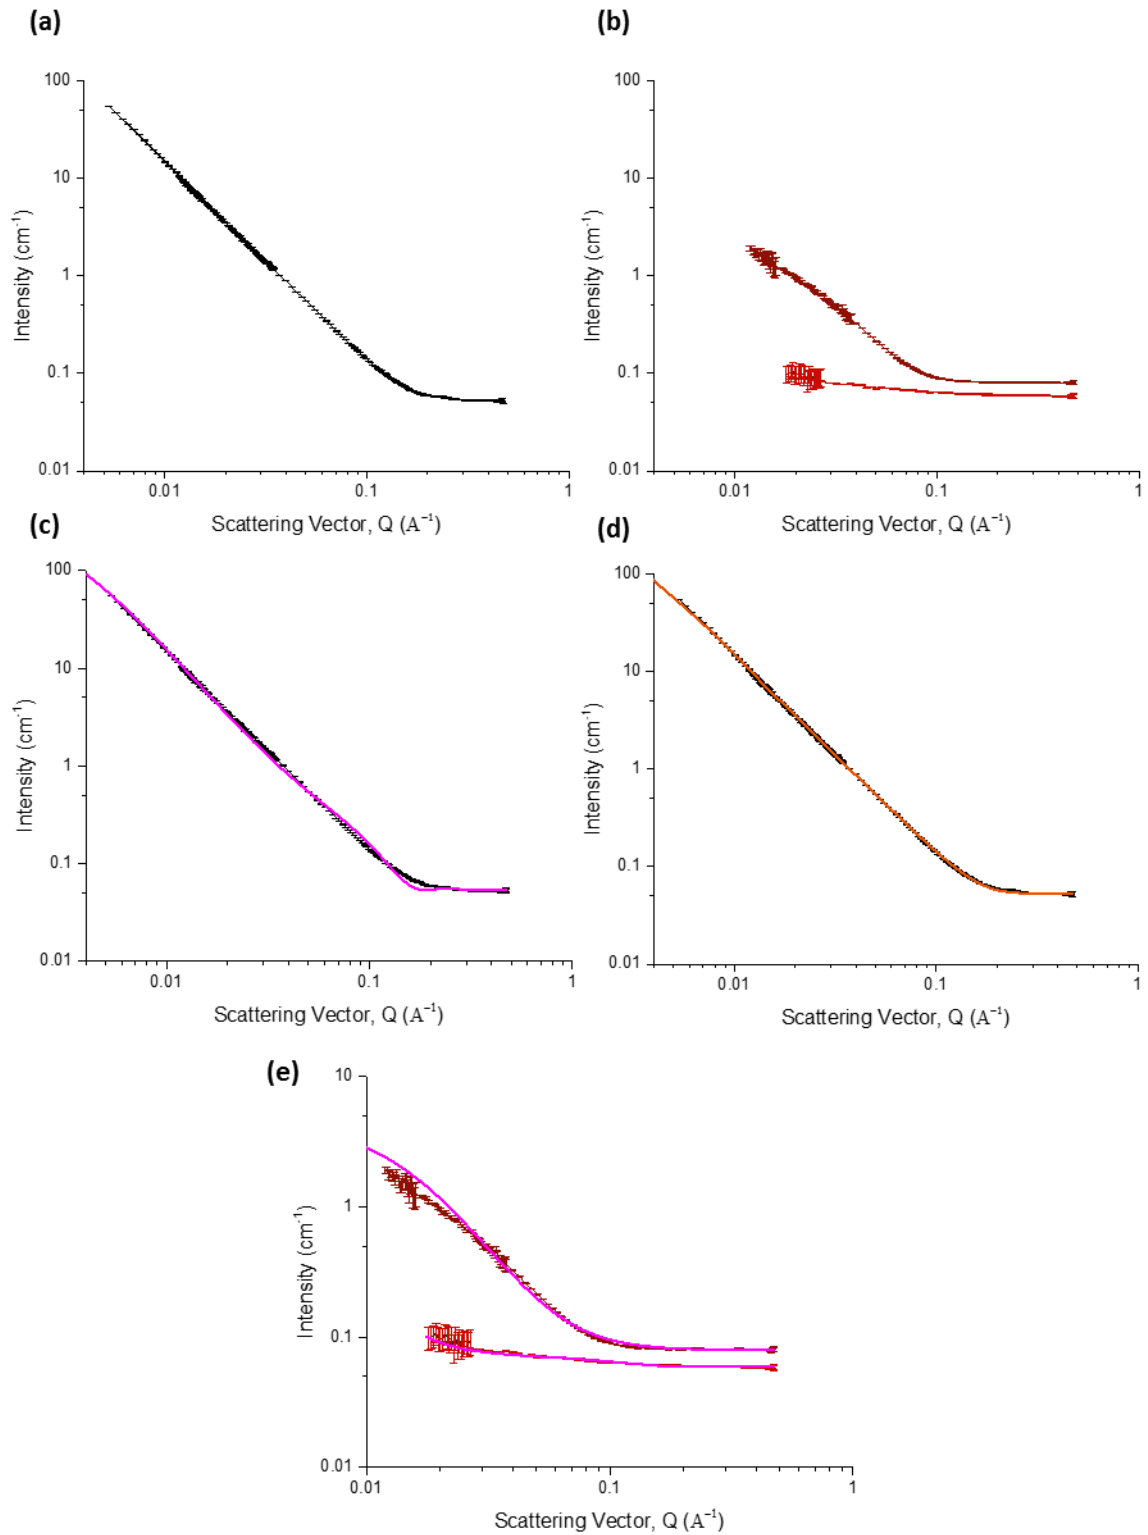 (a)
(b)
100
10
1
0.1
0.01
Intensity (cm⁻¹)
0.01
0.1
1
Scattering Vector, Q (A⁻¹)
100
10
1
0.1
0.01
Intensity (cm⁻¹)
0.01
0.1
1
Scattering Vector, Q (A⁻¹)
(c)
(d)
100
10
1
0.1
0.01
Intensity (cm⁻¹)
0.01
0.1
1
Scattering Vector, Q (A⁻¹)
100
10
1
0.1
0.01
Intensity (cm⁻¹)
0.01
0.1
1
Scattering Vector, Q (A⁻¹)
(e)
10
1
0.1
0.01
Intensity (cm⁻¹)
0.01
0.1
1
Scattering Vector, Q (A⁻¹)